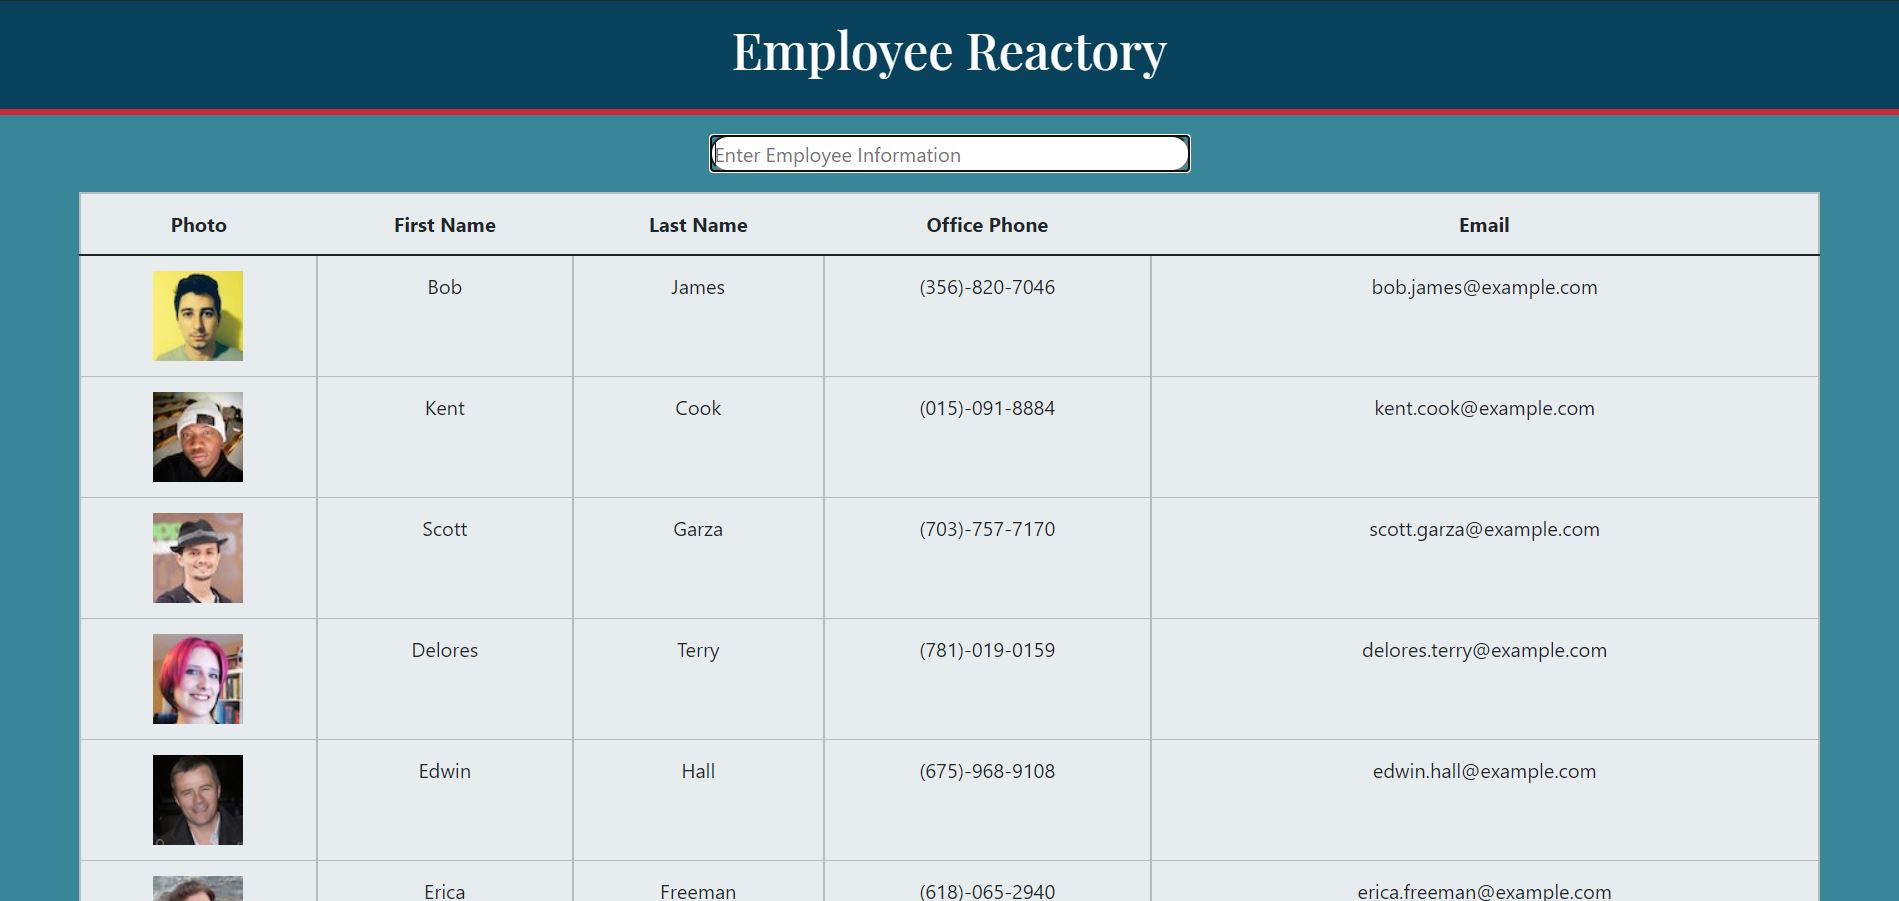 Employee Reactory
Enter Employee Information
Photo First Name Last Name Office Phone Email
Bob James (356)-820-7046 bob.james@example.com
Kent Cook (015)-091-8884 kent.cook@example.com
Scott Garza (703)-757-7170 scott.garza@example.com
Delores Terry (781)-019-0159 delores.terry@example.com
Edwin Hall (675)-968-9108 edwin.hall@example.com
Erica Freeman (618)-065-2940 erica.freeman@example.com